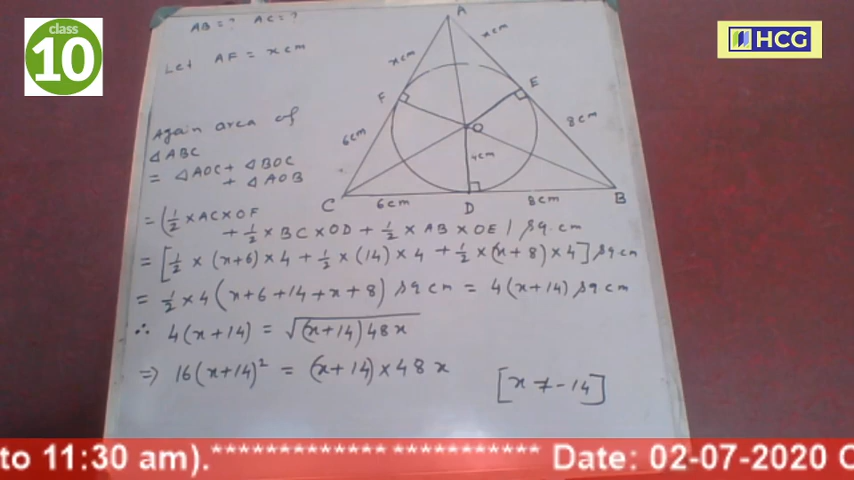 class
10
HCG
AB = ? AC = ?
Let AF = x cm
A
x cm
x cm
F
E
6 cm
8 cm
O
4 cm
C
6 cm
D
8 cm
B
Again area of
△ABC
= △AOC + △BOC
+ △AOB
= (1/2 × AC × OF
+ 1/2 × BC × OD + 1/2 × AB × OE) sq. cm
= [1/2 × (x+6) × 4 + 1/2 × (14) × 4 + 1/2 × (x+8) × 4] sq cm
= 1/2 × 4 (x+6+14+x+8) sq cm = 4(x+14) sq cm
∴ 4(x+14) = √(x+14)48x
⇒ 16(x+14)² = (x+14) × 48x [x ≠ -14]
to 11:30 am).******************** *********** Date: 02-07-2020 C